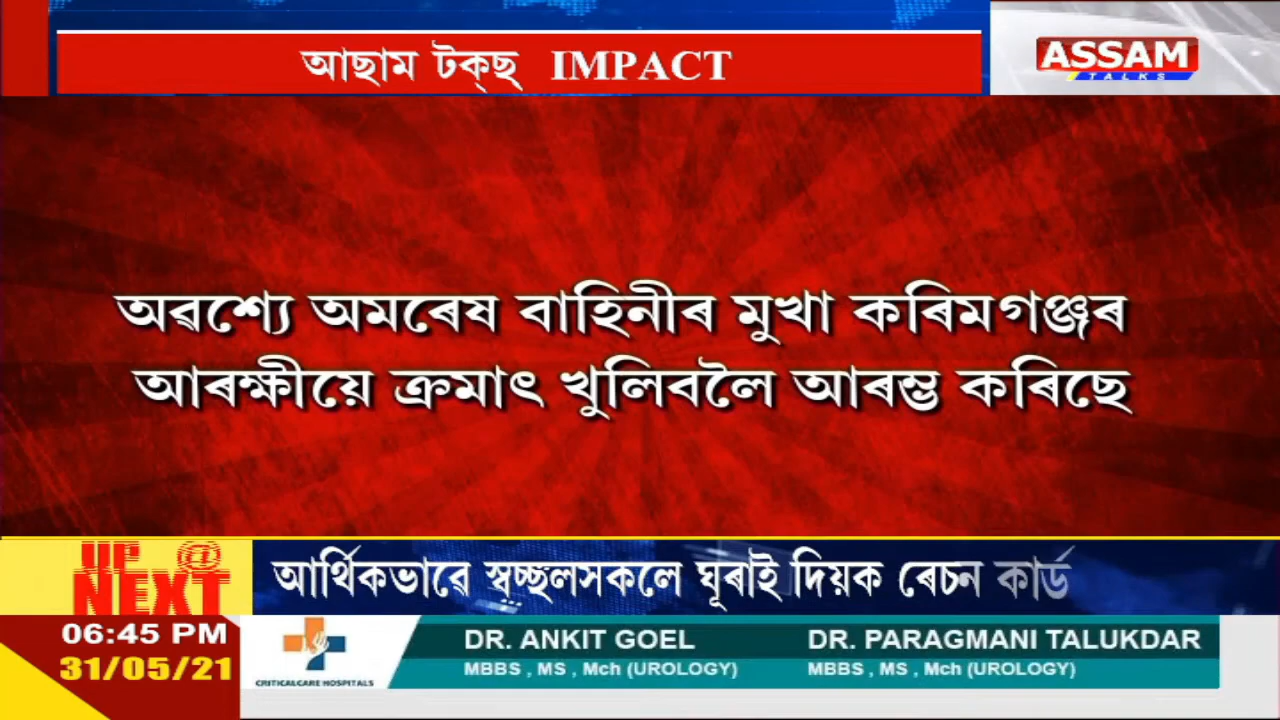 আছাম টক্‌ছ IMPACT
ASSAM
TALKS
অৱশ্যে অমৰেষ বাহিনীৰ মুখা কৰিমগঞ্জৰ
আৰক্ষীয়ে ক্ৰমাৎ খুলিবলৈ আৰম্ভ কৰিছে
UP @
NEXT
আৰ্থিকভাৱে স্বচ্ছলসকলে ঘূৰাই দিয়ক ৰেচন কাৰ্ড
06:45 PM
31/05/21
CRITICALCARE HOSPITALS
DR. ANKIT GOEL
MBBS , MS , Mch (UROLOGY)
DR. PARAGMANI TALUKDAR
MBBS , MS , Mch (UROLOGY)